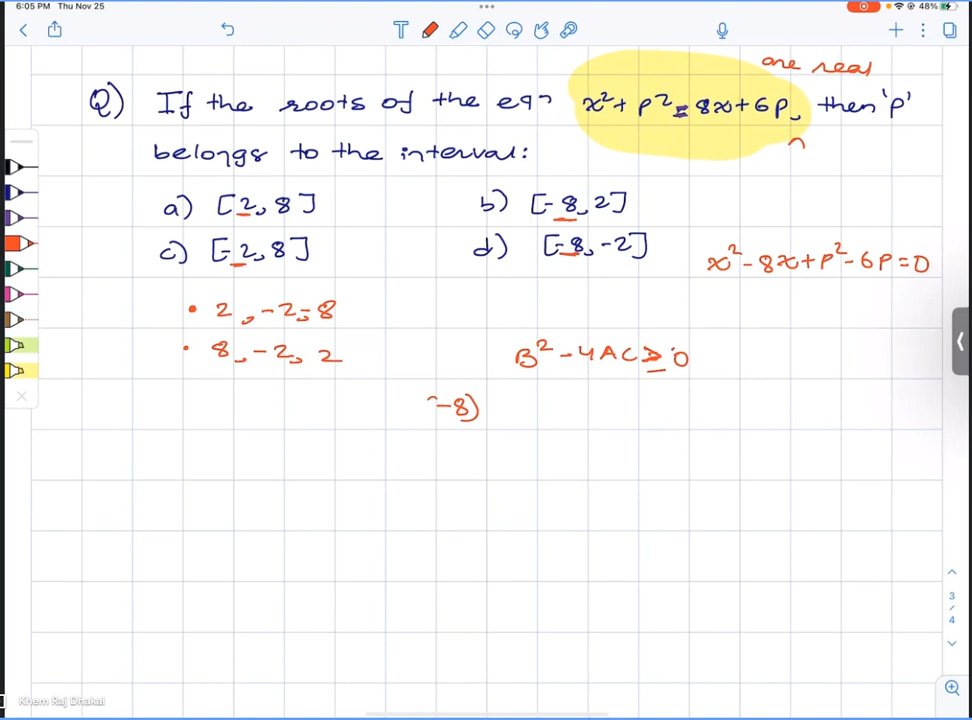 6:05 PM Thu Nov 25
48%
are real
Q) If the roots of the eqn x²+ p²=8x+6p, then 'p'
belongs to the interval:
a) [2,8] b) [-8,2]
c) [-2,8] d) [-8,-2]
x²-8x+p²-6p=0
• 2,-2,8
• 8,-2, 2
B²-4AC≥0
-8)
3
/
4
Khem Raj Dhakal